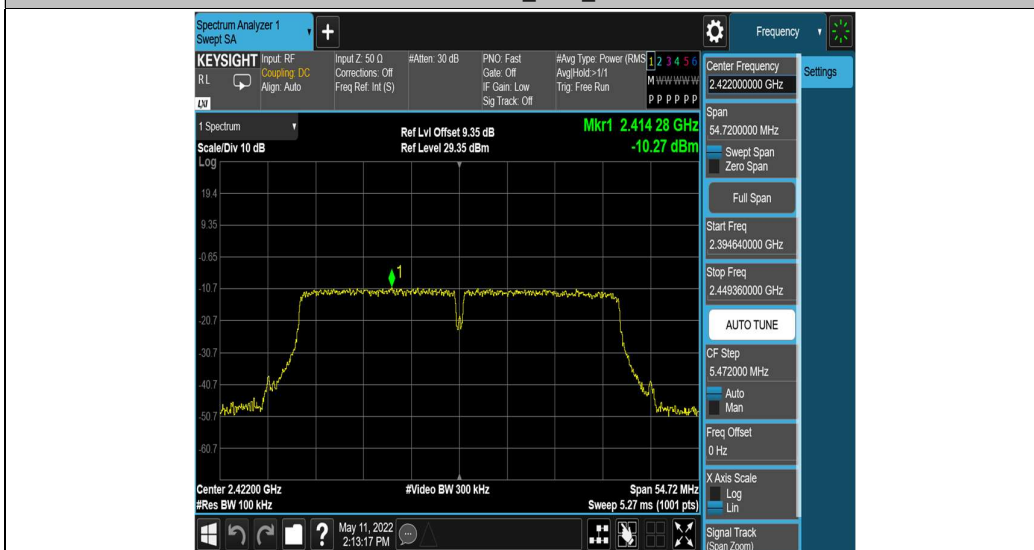 Spectrum Analyzer 1
Swept SA
+
Frequency
KEYSIGHT
RL
LXI
Input: RF
Coupling: DC
Align: Auto
Input Z: 50 Ω
Corrections: Off
Freq Ref: Int (S)
#Atten: 30 dB
PNO: Fast
Gate: Off
IF Gain: Low
Sig Track: Off
#Avg Type: Power (RMS
Avg|Hold:>1/1
Trig: Free Run
1 2 3 4 5 6
M W W W W W
P P P P P P
Center Frequency
2.422000000 GHz
Settings
1 Spectrum
Scale/Div 10 dB
Log
Ref Lvl Offset 9.35 dB
Ref Level 29.35 dBm
Mkr1 2.414 28 GHz
-10.27 dBm
Span
54.7200000 MHz
Swept Span
Zero Span
Full Span
Start Freq
2.394640000 GHz
Stop Freq
2.449360000 GHz
AUTO TUNE
CF Step
5.472000 MHz
Auto
Man
Freq Offset
0 Hz
X Axis Scale
Log
Lin
Signal Track
(Span Zoom)
19.4
9.35
-0.65
-10.7
-20.7
-30.7
-40.7
-50.7
-60.7
1
Center 2.42200 GHz
#Res BW 100 kHz
#Video BW 300 kHz
Span 54.72 MHz
Sweep 5.27 ms (1001 pts)
?
May 11, 2022
2:13:17 PM